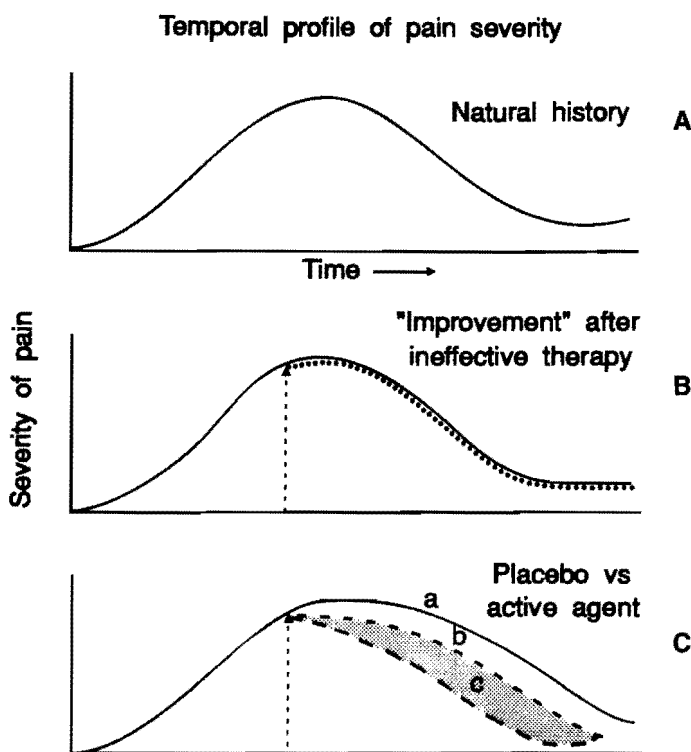 Temporal profile of pain severity
Natural history
A
Time
"Improvement" after
ineffective therapy
B
Severity of pain
Placebo vs
active agent
C
a
b
c